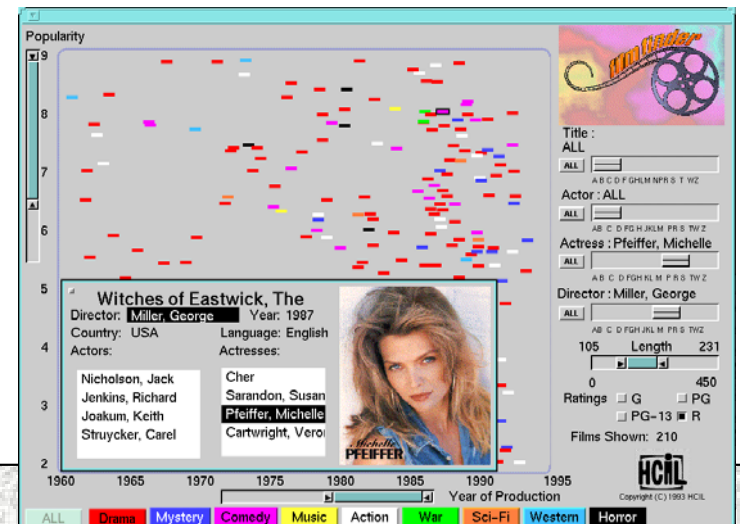 Popularity
9
8
7
6
5
4
3
2
1960
1965
1970
1975
1980
1985
1990
1995
Year of Production
Witches of Eastwick, The
Director: Miller, George Year: 1987
Country: USA Language: English
Actors: Actresses:
Nicholson, Jack
Jenkins, Richard
Joakum, Keith
Struycker, Carel
Cher
Sarandon, Susan
Pfeiffer, Michelle
Cartwright, Vero
Michelle
PFEIFFER
filmfinder
Title :
ALL
ALL
A B C D F G H L M N P R S T W Z
Actor : ALL
ALL
A B C D F G H J K L M P R S T W Z
Actress : Pfeiffer, Michelle
ALL
A B C D F G H K L M P R S T W Z
Director : Miller, George
ALL
A B C D F G H J K L M P R S T W Z
105 Length 231
0 450
Ratings G PG
PG-13 R
Films Shown: 210
HCIL
Copyright (C) 1993 HCIL
ALL Drama Mystery Comedy Music Action War Sci-Fi Western Horror